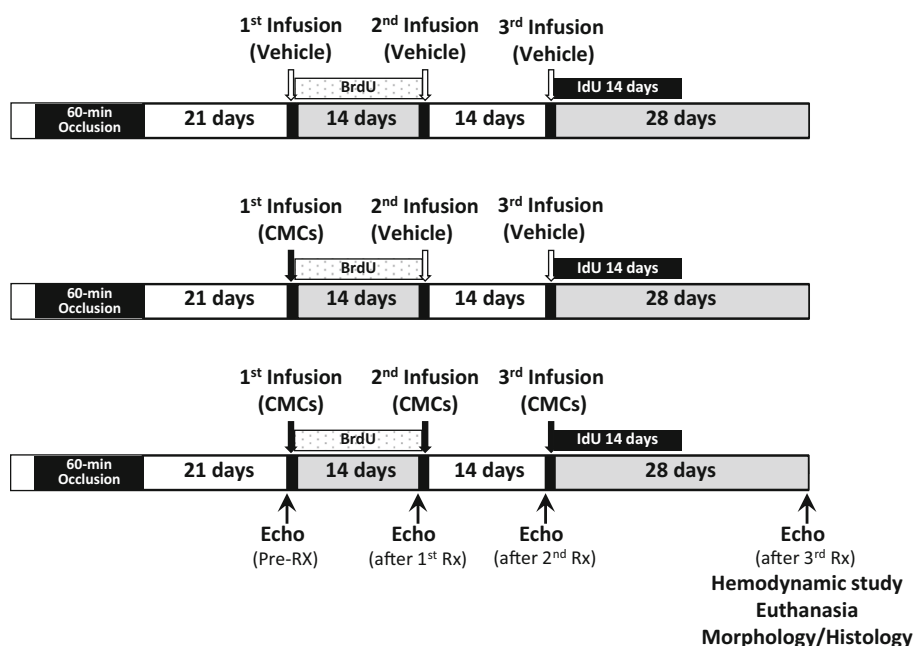 1st Infusion 2nd Infusion 3rd Infusion
(Vehicle) (Vehicle) (Vehicle)
BrdU IdU 14 days
60-min
Occlusion
21 days 14 days 14 days 28 days
1st Infusion 2nd Infusion 3rd Infusion
(CMCs) (Vehicle) (Vehicle)
BrdU IdU 14 days
60-min
Occlusion
21 days 14 days 14 days 28 days
1st Infusion 2nd Infusion 3rd Infusion
(CMCs) (CMCs) (CMCs)
BrdU IdU 14 days
60-min
Occlusion
21 days 14 days 14 days 28 days
Echo Echo Echo Echo
(Pre-RX) (after 1st Rx) (after 2nd Rx) (after 3rd Rx)
Hemodynamic study
Euthanasia
Morphology/Histology